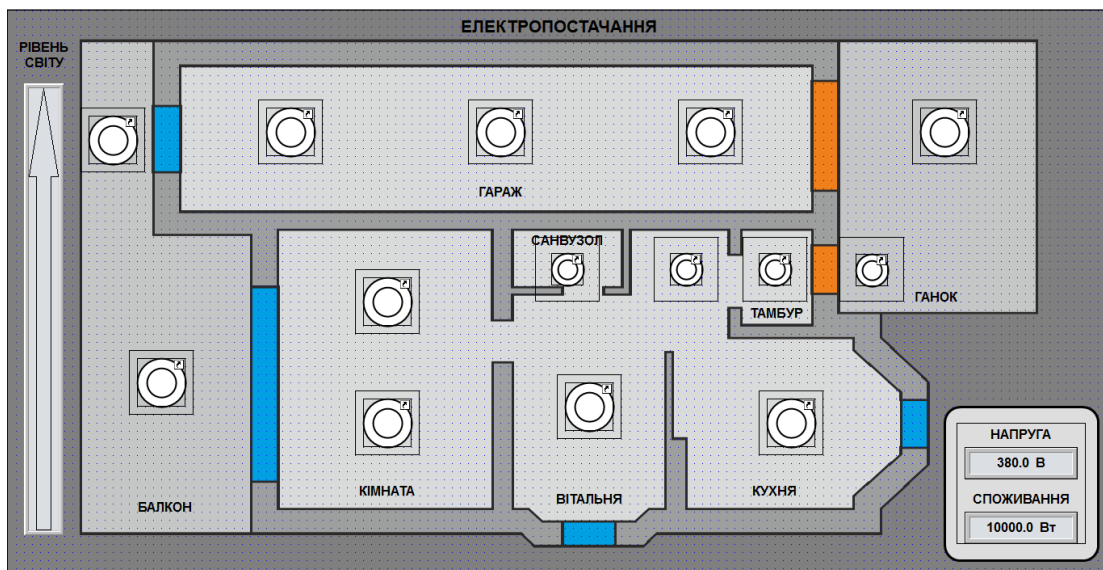 ЕЛЕКТРОПОСТАЧАННЯ
РІВЕНЬ
СВІТУ
ГАРАЖ
САНВУЗОЛ
ТАМБУР
ГАНОК
БАЛКОН
КІМНАТА
ВІТАЛЬНЯ
КУХНЯ
НАПРУГА
380.0 В
СПОЖИВАННЯ
10000.0 Вт